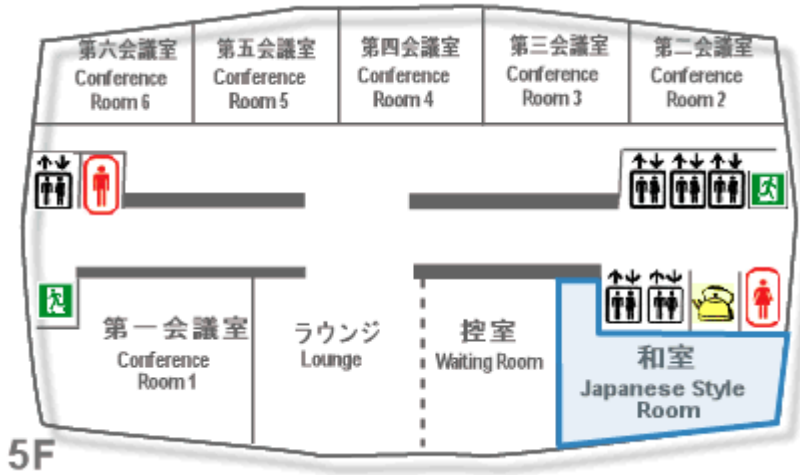 第六会議室
Conference
Room 6
第五会議室
Conference
Room 5
第四会議室
Conference
Room 4
第三会議室
Conference
Room 3
第二会議室
Conference
Room 2
第一会議室
Conference
Room 1
ラウンジ
Lounge
控室
Waiting Room
和室
Japanese Style
Room
5F